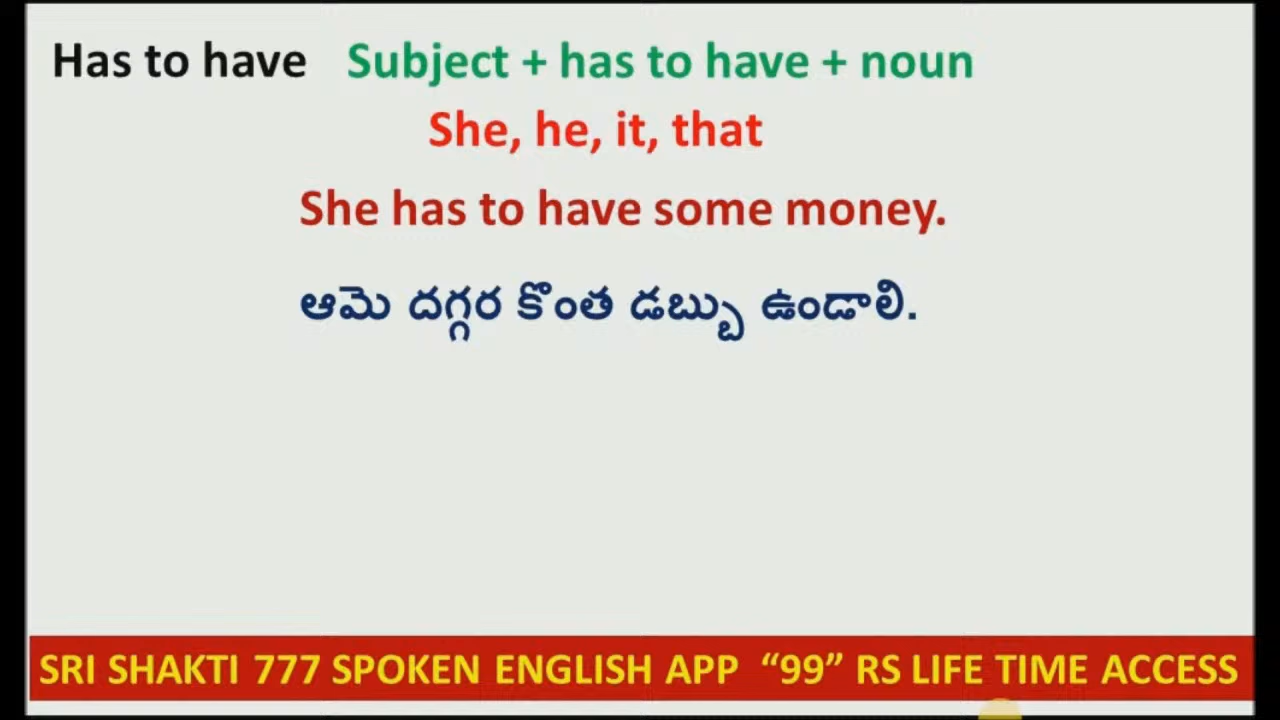 Has to have Subject + has to have + noun
She, he, it, that
She has to have some money.
ఆమె దగ్గర కొంత డబ్బు ఉండాలి.
SRI SHAKTI 777 SPOKEN ENGLISH APP “99” RS LIFE TIME ACCESS